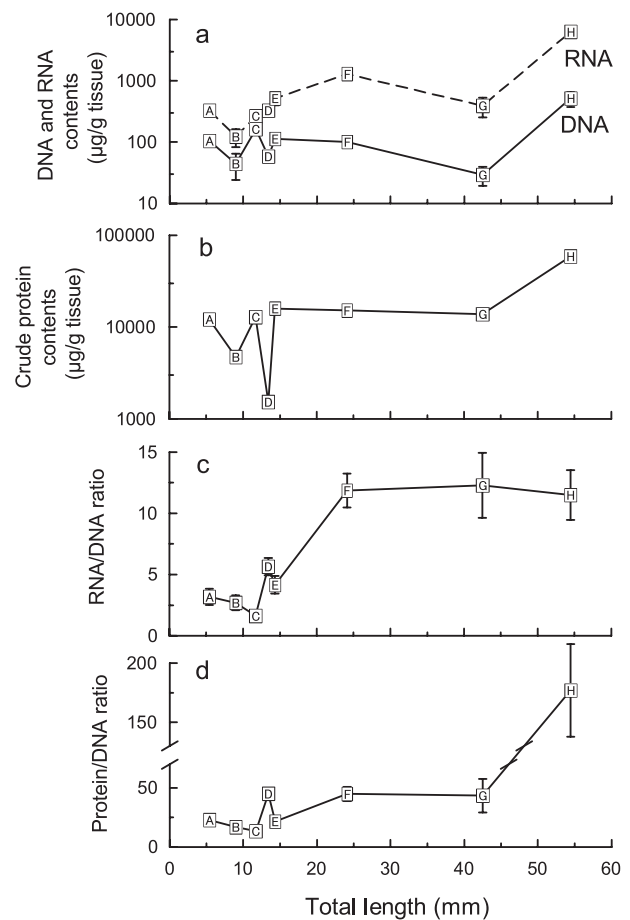 a
DNA and RNA
contents
(µg/g tissue)
10000
1000
100
10
A B C D E F G H
RNA
A B C D E F G H
DNA
b
Crude protein
contents
(µg/g tissue)
100000
10000
1000
A B C D E F G H
c
RNA/DNA ratio
15
10
5
0
A B C D E F G H
d
Protein/DNA ratio
200
150
50
0
A B C D E F G H
0 10 20 30 40 50 60
Total length (mm)